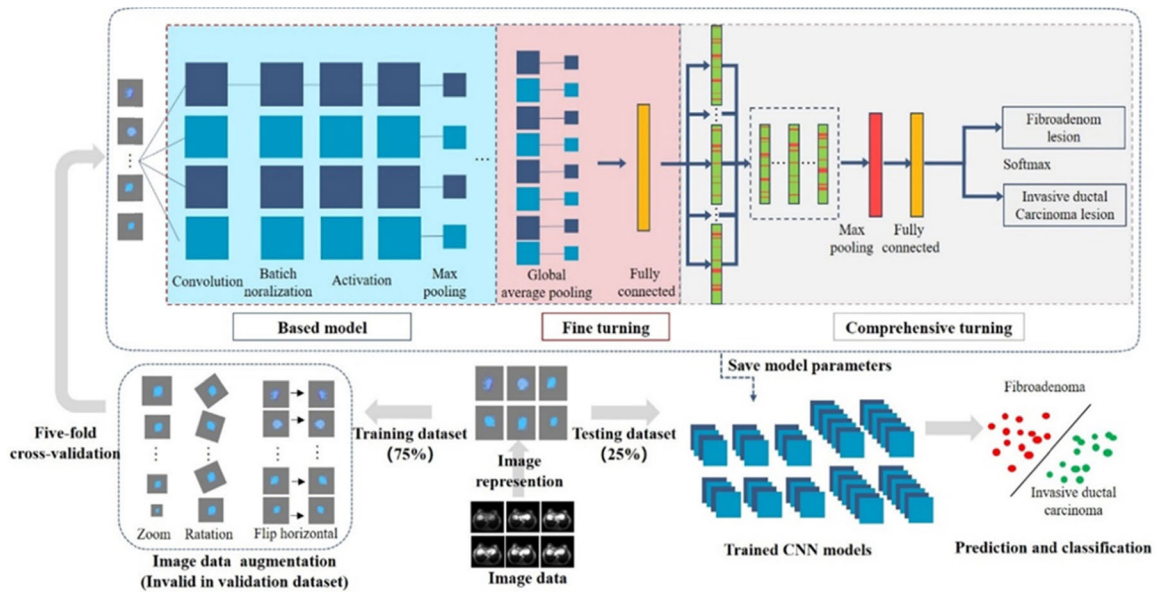 Convolution
Batich
noralization
Activation
Max
pooling
Global
average pooling
Fully
connected
Max
pooling
Fully
connected
Fibroadenom
lesion
Softmax
Invasive ductal
Carcinoma lesion
Based model
Fine turning
Comprehensive turning
Save model parameters
Five-fold
cross-validation
Zoom
Ratation
Flip horizontal
Image data augmentation
(Invalid in validation dataset)
Training dataset
(75%)
Image
represention
Testing dataset
(25%)
Image data
Trained CNN models
Fibroadenoma
Invasive ductal
carcinoma
Prediction and classification